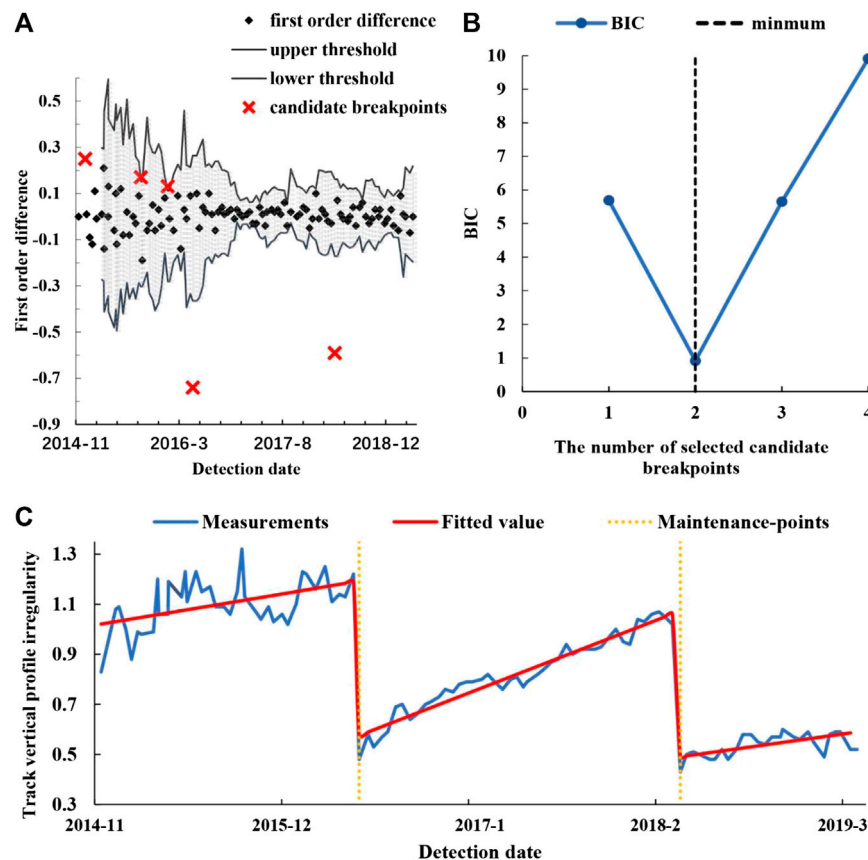 A
first order difference
upper threshold
lower threshold
candidate breakpoints
First order difference
0.6
0.3
0.1
-0.1
-0.3
-0.5
-0.7
-0.9
2014-11
2016-3
2017-8
2018-12
Detection date
B
BIC
minmum
BIC
10
9
8
7
6
5
4
3
2
1
0
0
1
2
3
4
The number of selected candidate
breakpoints
C
Measurements
Fitted value
Maintenance-points
Track vertical profile irregularity
1.3
1.1
0.9
0.7
0.5
0.3
2014-11
2015-12
2017-1
2018-2
2019-3
Detection date